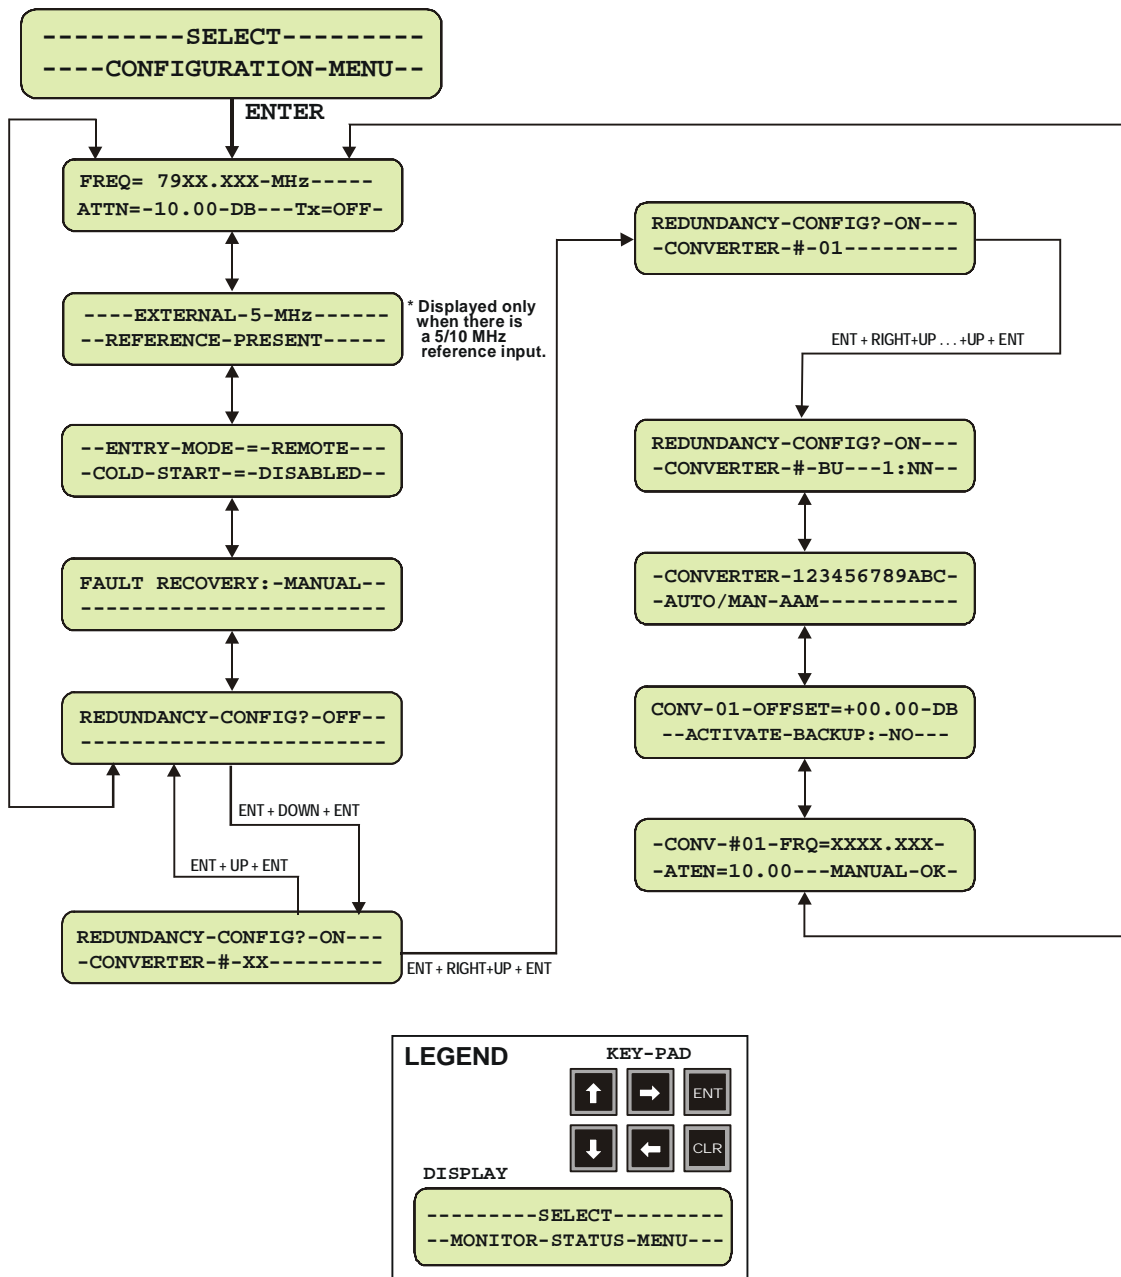 ---------SELECT---------
----CONFIGURATION-MENU--
ENTER
FREQ= 79XX.XXX-MHz-----
ATTN=-10.00-DB---Tx=OFF-
----EXTERNAL-5-MHz------
--REFERENCE-PRESENT-----
* Displayed only
when there is
a 5/10 MHz
reference input.
--ENTRY-MODE-=-REMOTE---
-COLD-START-=-DISABLED--
FAULT RECOVERY:-MANUAL--
------------------------
REDUNDANCY-CONFIG?-OFF--
------------------------
ENT + DOWN + ENT
ENT + UP + ENT
REDUNDANCY-CONFIG?-ON---
-CONVERTER-#-XX---------
ENT + RIGHT+UP + ENT
REDUNDANCY-CONFIG?-ON---
-CONVERTER-#-01---------
ENT + RIGHT+UP . . . +UP + ENT
REDUNDANCY-CONFIG?-ON---
-CONVERTER-#-BU---1:NN--
-CONVERTER-123456789ABC-
-AUTO/MAN-AAM-----------
CONV-01-OFFSET=+00.00-DB
--ACTIVATE-BACKUP:-NO---
-CONV-#01-FRQ=XXXX.XXX-
-ATEN=10.00---MANUAL-OK-
LEGEND
KEY-PAD
ENT
CLR
DISPLAY
---------SELECT---------
--MONITOR-STATUS-MENU---